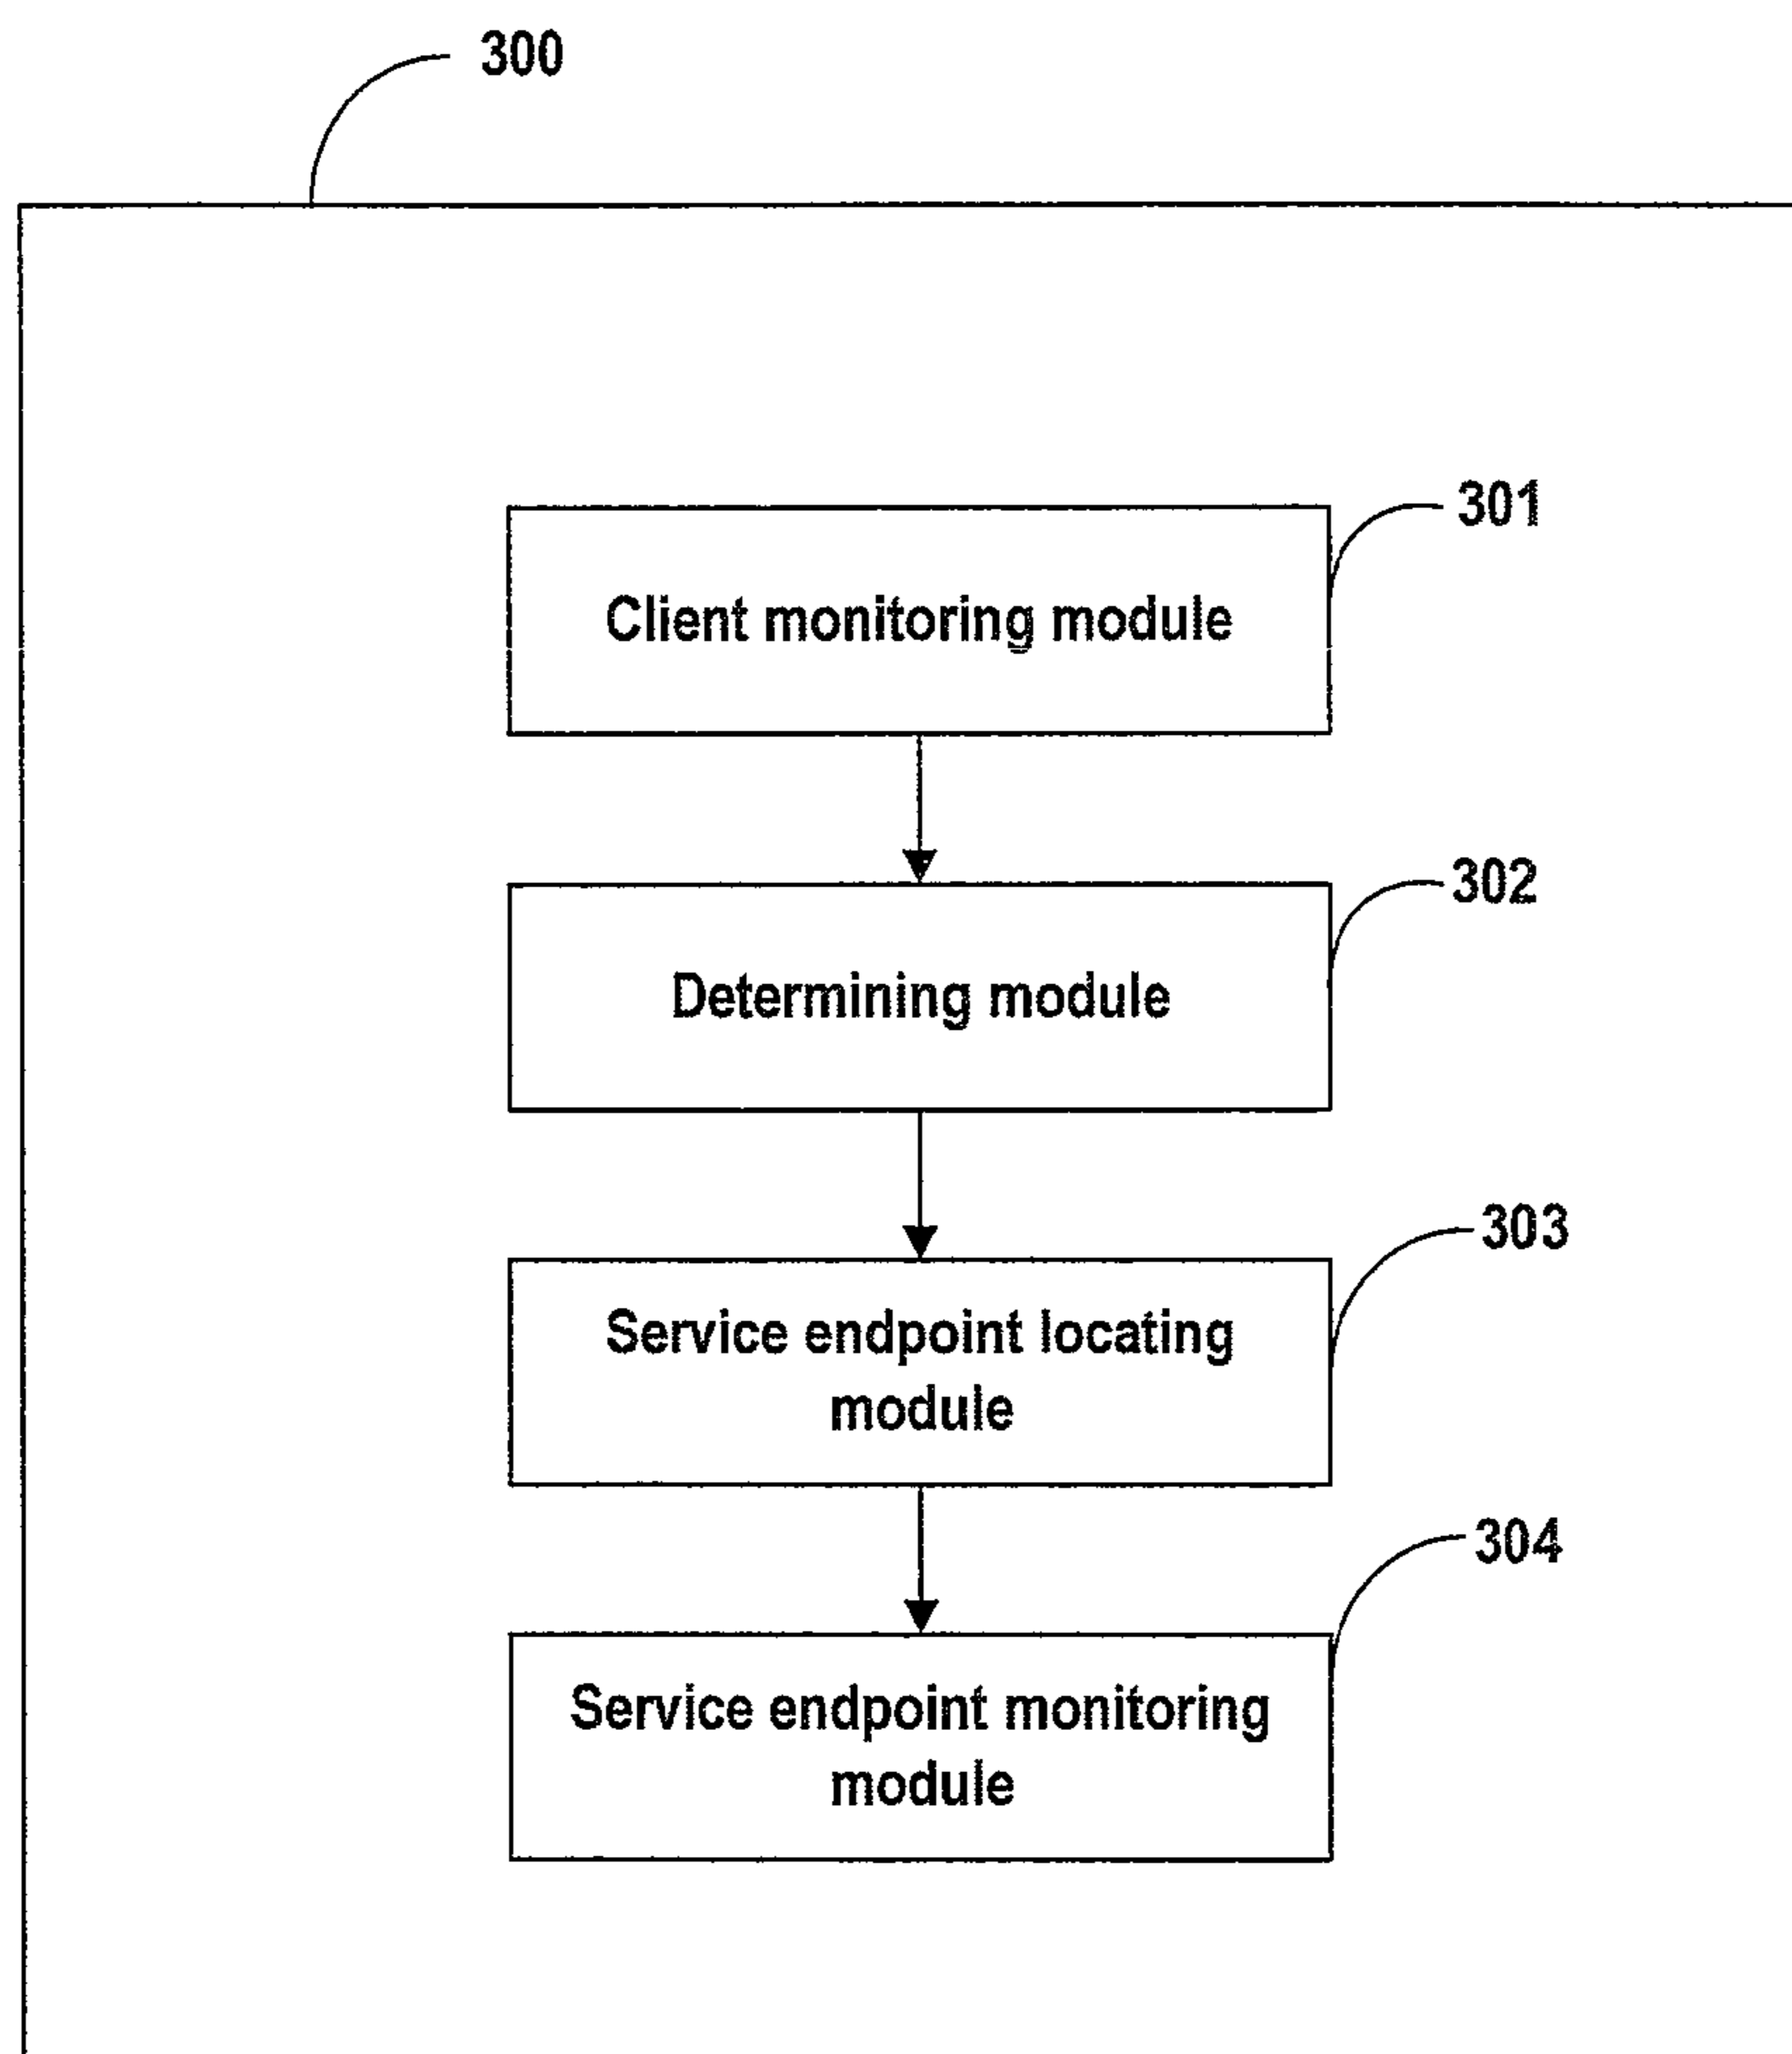 300
301
Client monitoring module
302
Determining module
303
Service endpoint locating
module
304
Service endpoint monitoring
module